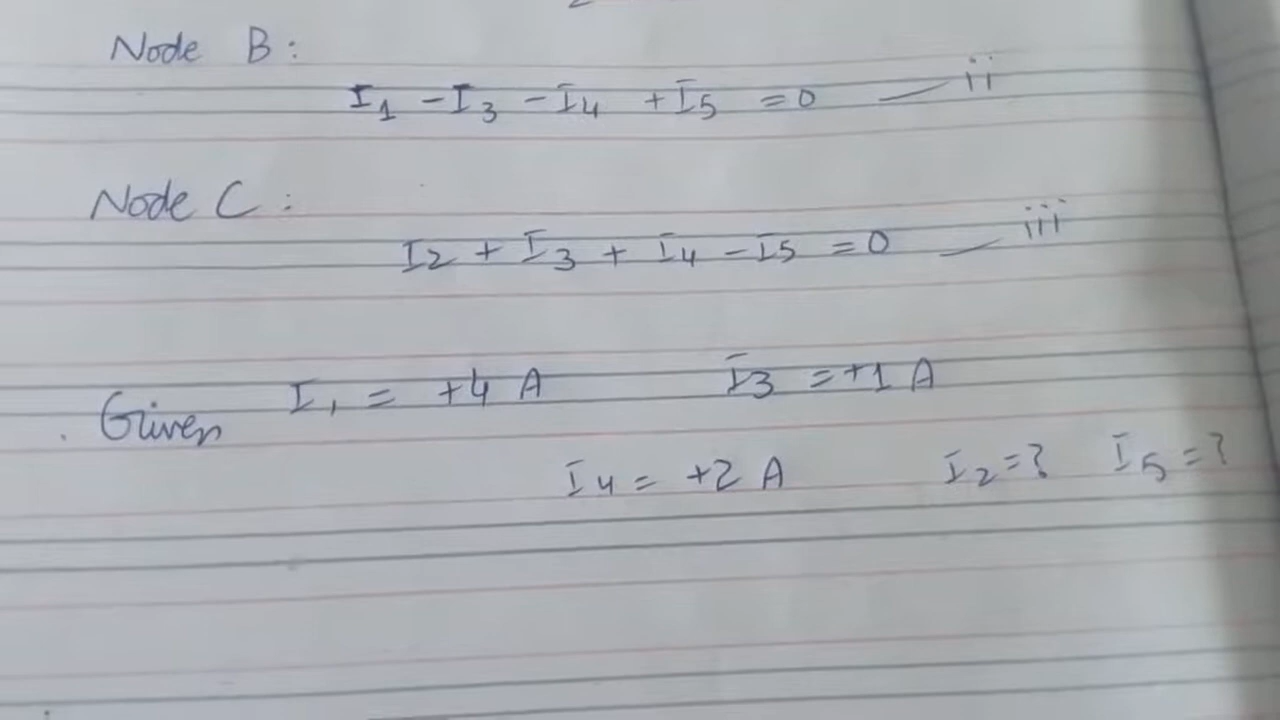 Node B:
I₁ - I₃ - I₄ + I₅ = 0 — ii
Node C:
I₂ + I₃ + I₄ - I₅ = 0 — iii
Given I₁ = +4 A I₃ = +1 A
I₄ = +2 A I₂ = ? I₅ = ?